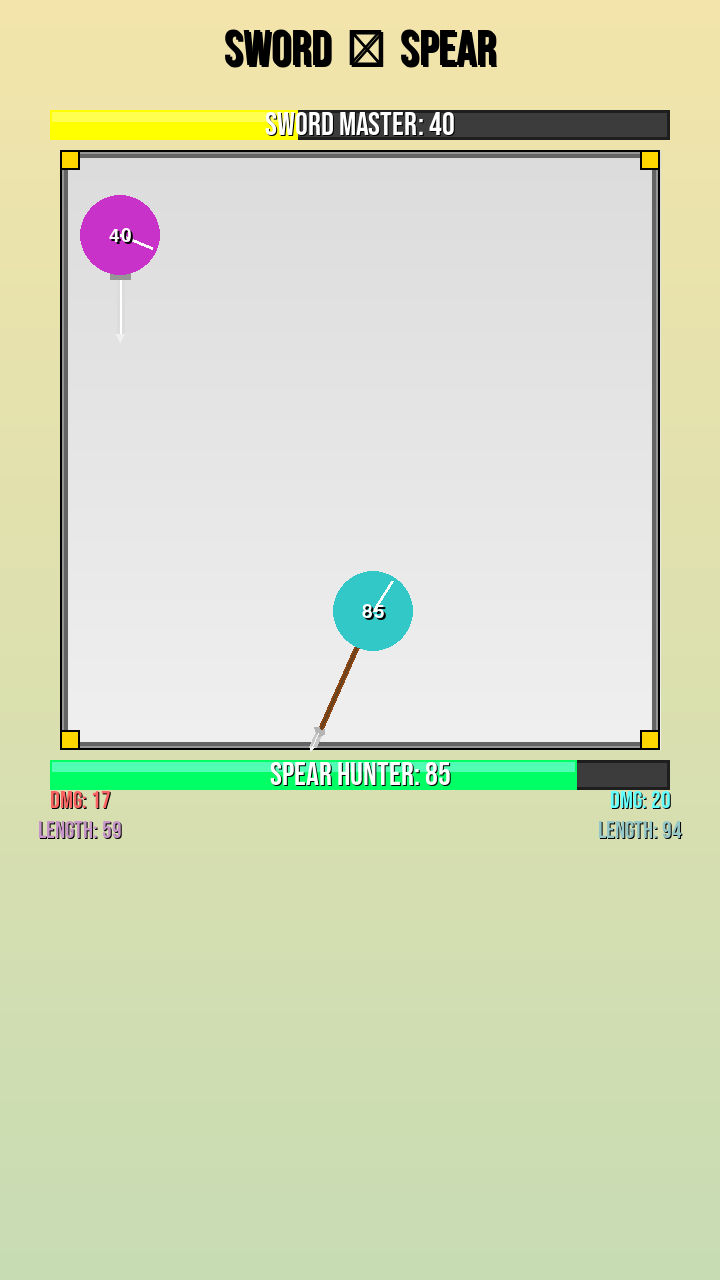 SWORD SPEAR
SWORD MASTER: 40
40
85
SPEAR HUNTER: 85
DMG: 17
DMG: 20
LENGTH: 59
LENGTH: 94